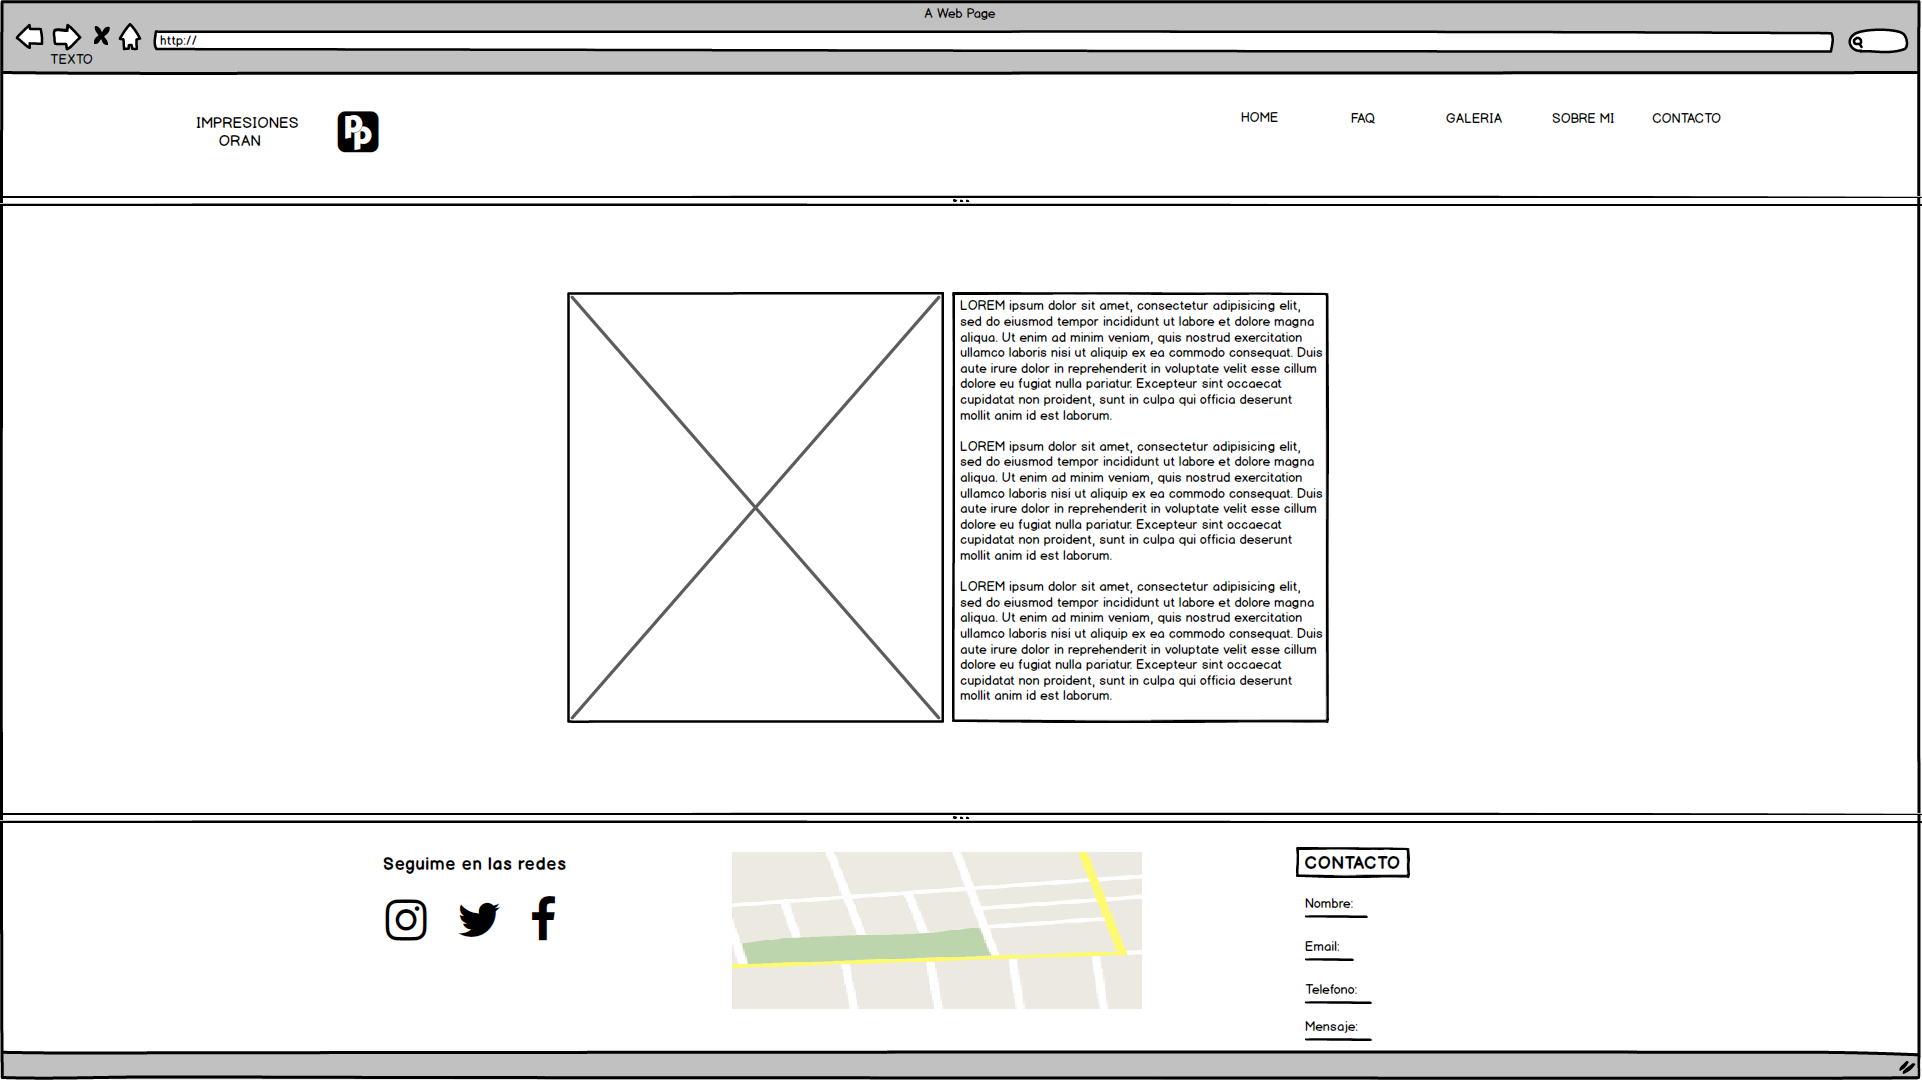 A Web Page
http://
TEXTO
IMPRESIONES
ORAN
PP
HOME
FAQ
GALERIA
SOBRE MI
CONTACTO
LOREM ipsum dolor sit amet, consectetur adipisicing elit,
sed do eiusmod tempor incididunt ut labore et dolore magna
aliqua. Ut enim ad minim veniam, quis nostrud exercitation
ullamco laboris nisi ut aliquip ex ea commodo consequat. Duis
aute irure dolor in reprehenderit in voluptate velit esse cillum
dolore eu fugiat nulla pariatur. Excepteur sint occaecat
cupidatat non proident, sunt in culpa qui officia deserunt
mollit anim id est laborum.
LOREM ipsum dolor sit amet, consectetur adipisicing elit,
sed do eiusmod tempor incididunt ut labore et dolore magna
aliqua. Ut enim ad minim veniam, quis nostrud exercitation
ullamco laboris nisi ut aliquip ex ea commodo consequat. Duis
aute irure dolor in reprehenderit in voluptate velit esse cillum
dolore eu fugiat nulla pariatur. Excepteur sint occaecat
cupidatat non proident, sunt in culpa qui officia deserunt
mollit anim id est laborum.
LOREM ipsum dolor sit amet, consectetur adipisicing elit,
sed do eiusmod tempor incididunt ut labore et dolore magna
aliqua. Ut enim ad minim veniam, quis nostrud exercitation
ullamco laboris nisi ut aliquip ex ea commodo consequat. Duis
aute irure dolor in reprehenderit in voluptate velit esse cillum
dolore eu fugiat nulla pariatur. Excepteur sint occaecat
cupidatat non proident, sunt in culpa qui officia deserunt
mollit anim id est laborum.
Seguime en las redes
CONTACTO
Nombre:
Email:
Telefono:
Mensaje: